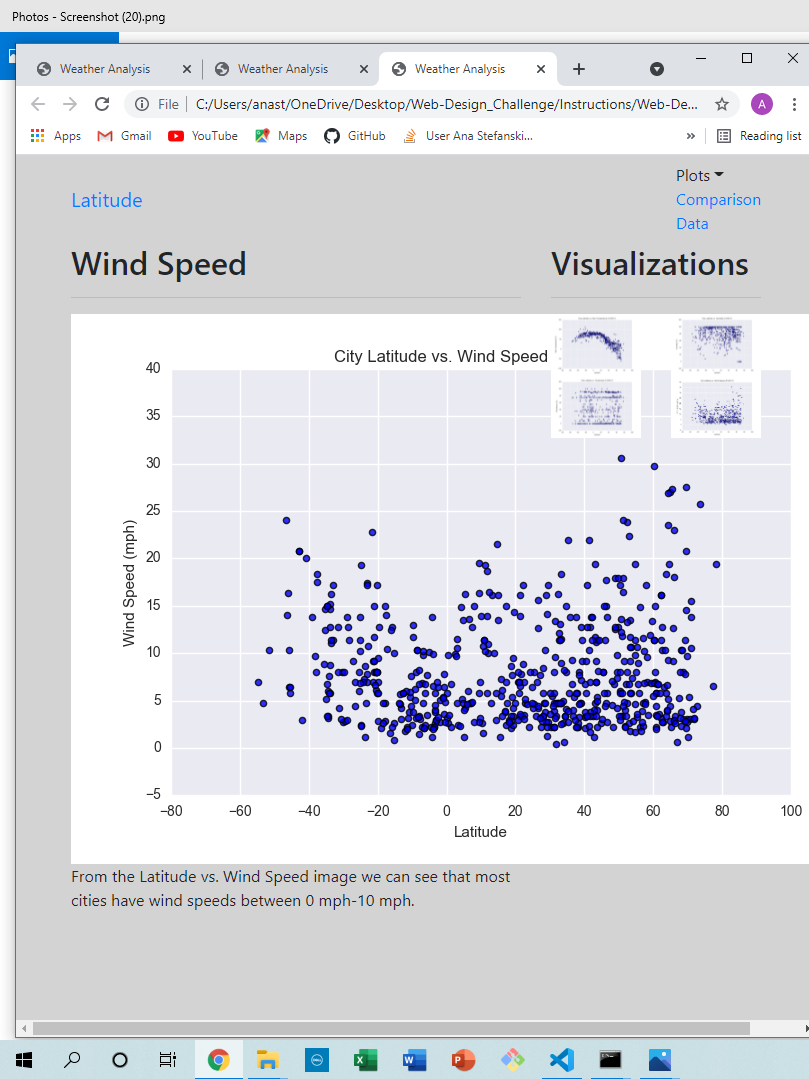 Photos - Screenshot (20).png
Weather Analysis
Weather Analysis
Weather Analysis
File
C:/Users/anast/OneDrive/Desktop/Web-Design_Challenge/Instructions/Web-De...
A
Apps
Gmail
YouTube
Maps
GitHub
User Ana Stefanski...
»
Reading list
Latitude
Plots
Comparison
Data
Wind Speed
Visualizations
City Latitude vs. Wind Speed
40
35
30
25
20
15
10
5
0
−5
Wind Speed (mph)
−80 −60 −40 −20 0 20 40 60 80 100
Latitude
From the Latitude vs. Wind Speed image we can see that most
cities have wind speeds between 0 mph-10 mph.